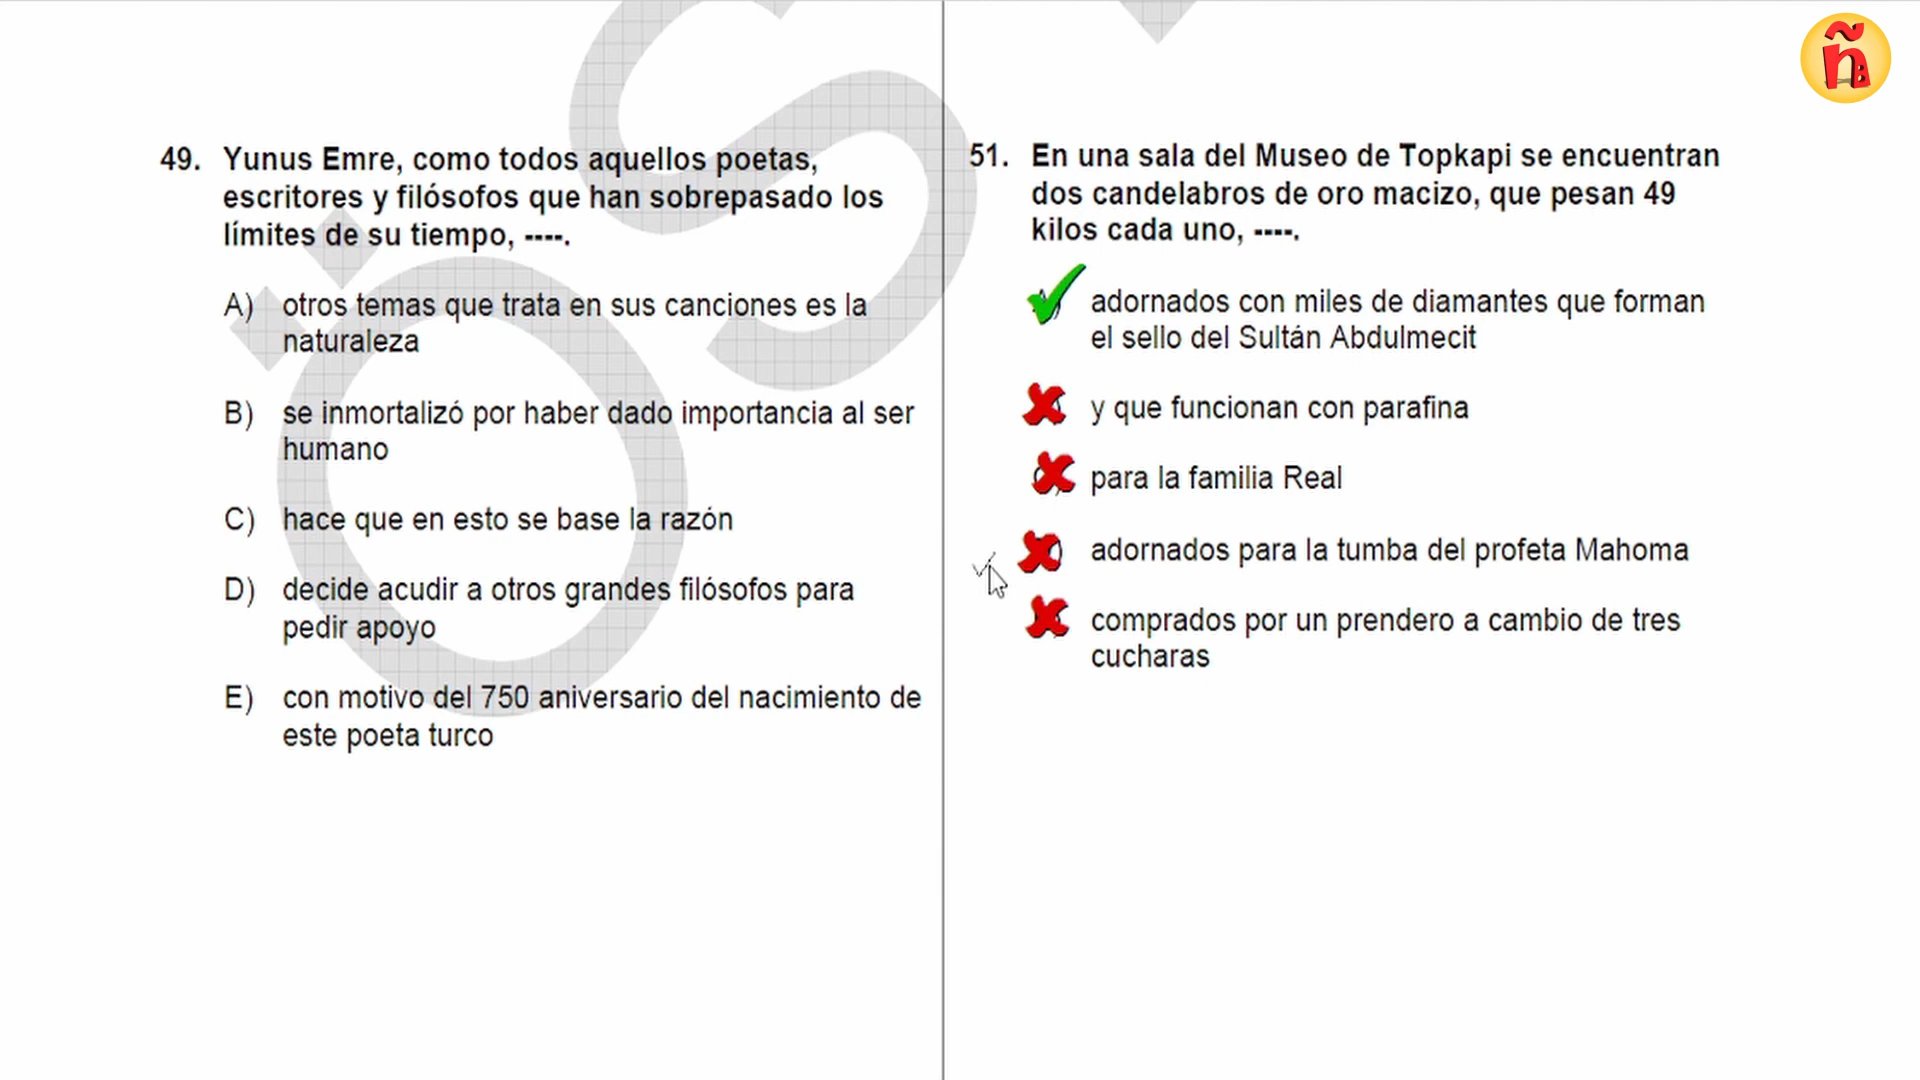 49. Yunus Emre, como todos aquellos poetas,
escritores y filósofos que han sobrepasado los
límites de su tiempo, ----.
A) otros temas que trata en sus canciones es la
naturaleza
B) se inmortalizó por haber dado importancia al ser
humano
C) hace que en esto se base la razón
D) decide acudir a otros grandes filósofos para
pedir apoyo
E) con motivo del 750 aniversario del nacimiento de
este poeta turco
51. En una sala del Museo de Topkapi se encuentran
dos candelabros de oro macizo, que pesan 49
kilos cada uno, ----.
adornados con miles de diamantes que forman
el sello del Sultán Abdulmecit
y que funcionan con parafina
para la familia Real
adornados para la tumba del profeta Mahoma
comprados por un prendero a cambio de tres
cucharas
ñ